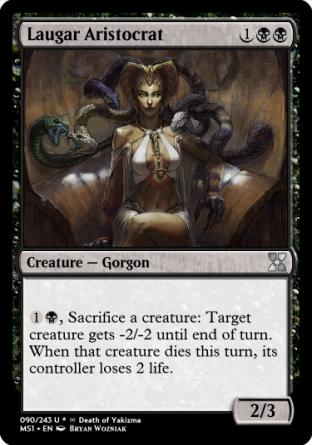 Laugar Aristocrat 1
Creature — Gorgon
1, Sacrifice a creature: Target
creature gets -2/-2 until end of turn.
When that creature dies this turn, its
controller loses 2 life.
090/243 U * ∞ Death of Yakizma
MS1 • EN Bryan Wozniak
2/3